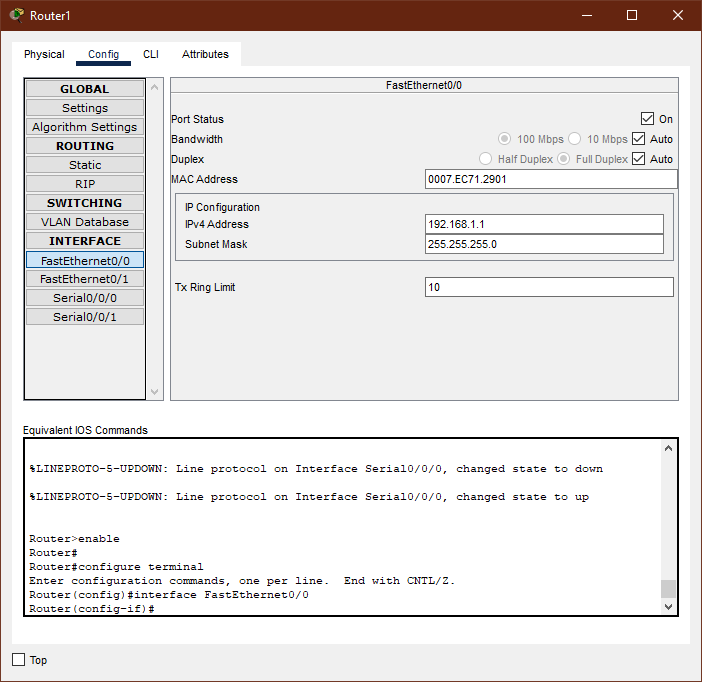 Router1
Physical Config CLI Attributes
GLOBAL
Settings
Algorithm Settings
ROUTING
Static
RIP
SWITCHING
VLAN Database
INTERFACE
FastEthernet0/0
FastEthernet0/1
Serial0/0/0
Serial0/0/1
FastEthernet0/0
Port Status On
Bandwidth 100 Mbps 10 Mbps Auto
Duplex Half Duplex Full Duplex Auto
MAC Address 0007.EC71.2901
IP Configuration
IPv4 Address 192.168.1.1
Subnet Mask 255.255.255.0
Tx Ring Limit 10
Equivalent IOS Commands
%LINEPROTO-5-UPDOWN: Line protocol on Interface Serial0/0/0, changed state to down
%LINEPROTO-5-UPDOWN: Line protocol on Interface Serial0/0/0, changed state to up
Router>enable
Router#
Router#configure terminal
Enter configuration commands, one per line.  End with CNTL/Z.
Router(config)#interface FastEthernet0/0
Router(config-if)#
Top